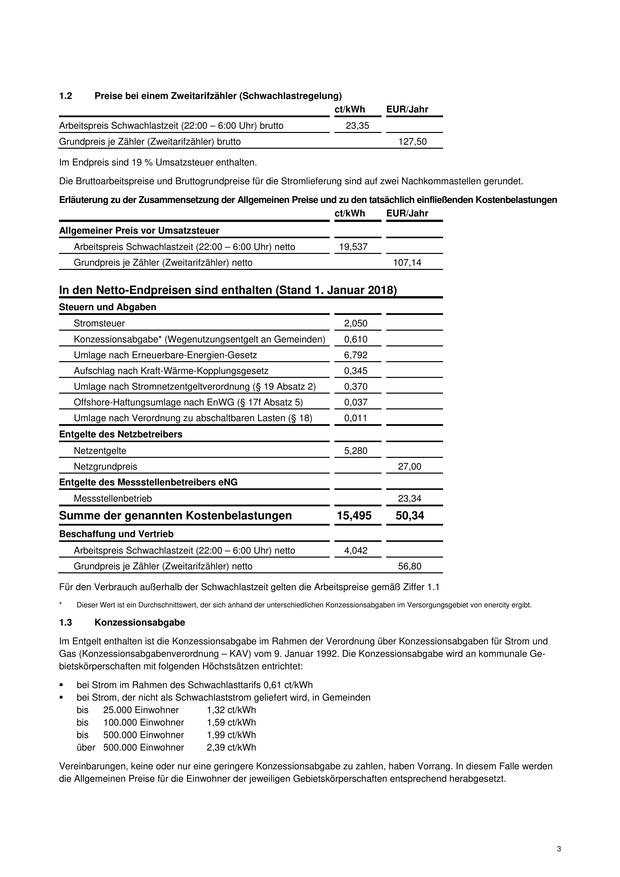 1.2 Preise bei einem Zweitarifzähler (Schwachlastregelung)
ct/kWh EUR/Jahr
Arbeitspreis Schwachlastzeit (22:00 – 6:00 Uhr) brutto 23,35
Grundpreis je Zähler (Zweitarifzähler) brutto 127,50
Im Endpreis sind 19 % Umsatzsteuer enthalten.
Die Bruttoarbeitspreise und Bruttogrundpreise für die Stromlieferung sind auf zwei Nachkommastellen gerundet.
Erläuterung zu der Zusammensetzung der Allgemeinen Preise und zu den tatsächlich einfließenden Kostenbelastungen
ct/kWh EUR/Jahr
Allgemeiner Preis vor Umsatzsteuer
Arbeitspreis Schwachlastzeit (22:00 – 6:00 Uhr) netto 19,537
Grundpreis je Zähler (Zweitarifzähler) netto 107,14
In den Netto-Endpreisen sind enthalten (Stand 1. Januar 2018)
Steuern und Abgaben
Stromsteuer 2,050
Konzessionsabgabe* (Wegenutzungsentgelt an Gemeinden) 0,610
Umlage nach Erneuerbare-Energien-Gesetz 6,792
Aufschlag nach Kraft-Wärme-Kopplungsgesetz 0,345
Umlage nach Stromnetzentgeltverordnung (§ 19 Absatz 2) 0,370
Offshore-Haftungsumlage nach EnWG (§ 17f Absatz 5) 0,037
Umlage nach Verordnung zu abschaltbaren Lasten (§ 18) 0,011
Entgelte des Netzbetreibers
Netzentgelte 5,280
Netzgrundpreis 27,00
Entgelte des Messstellenbetreibers eNG
Messstellenbetrieb 23,34
Summe der genannten Kostenbelastungen 15,495 50,34
Beschaffung und Vertrieb
Arbeitspreis Schwachlastzeit (22:00 – 6:00 Uhr) netto 4,042
Grundpreis je Zähler (Zweitarifzähler) netto 56,80
Für den Verbrauch außerhalb der Schwachlastzeit gelten die Arbeitspreise gemäß Ziffer 1.1
* Dieser Wert ist ein Durchschnittswert, der sich anhand der unterschiedlichen Konzessionsabgaben im Versorgungsgebiet von enercity ergibt.
1.3 Konzessionsabgabe
Im Entgelt enthalten ist die Konzessionsabgabe im Rahmen der Verordnung über Konzessionsabgaben für Strom und
Gas (Konzessionsabgabenverordnung – KAV) vom 9. Januar 1992. Die Konzessionsabgabe wird an kommunale Ge-
bietskörperschaften mit folgenden Höchstsätzen entrichtet:
▪ bei Strom im Rahmen des Schwachlasttarifs 0,61 ct/kWh
▪ bei Strom, der nicht als Schwachlaststrom geliefert wird, in Gemeinden
bis 25.000 Einwohner 1,32 ct/kWh
bis 100.000 Einwohner 1,59 ct/kWh
bis 500.000 Einwohner 1,99 ct/kWh
über 500.000 Einwohner 2,39 ct/kWh
Vereinbarungen, keine oder nur eine geringere Konzessionsabgabe zu zahlen, haben Vorrang. In diesem Falle werden
die Allgemeinen Preise für die Einwohner der jeweiligen Gebietskörperschaften entsprechend herabgesetzt.
3